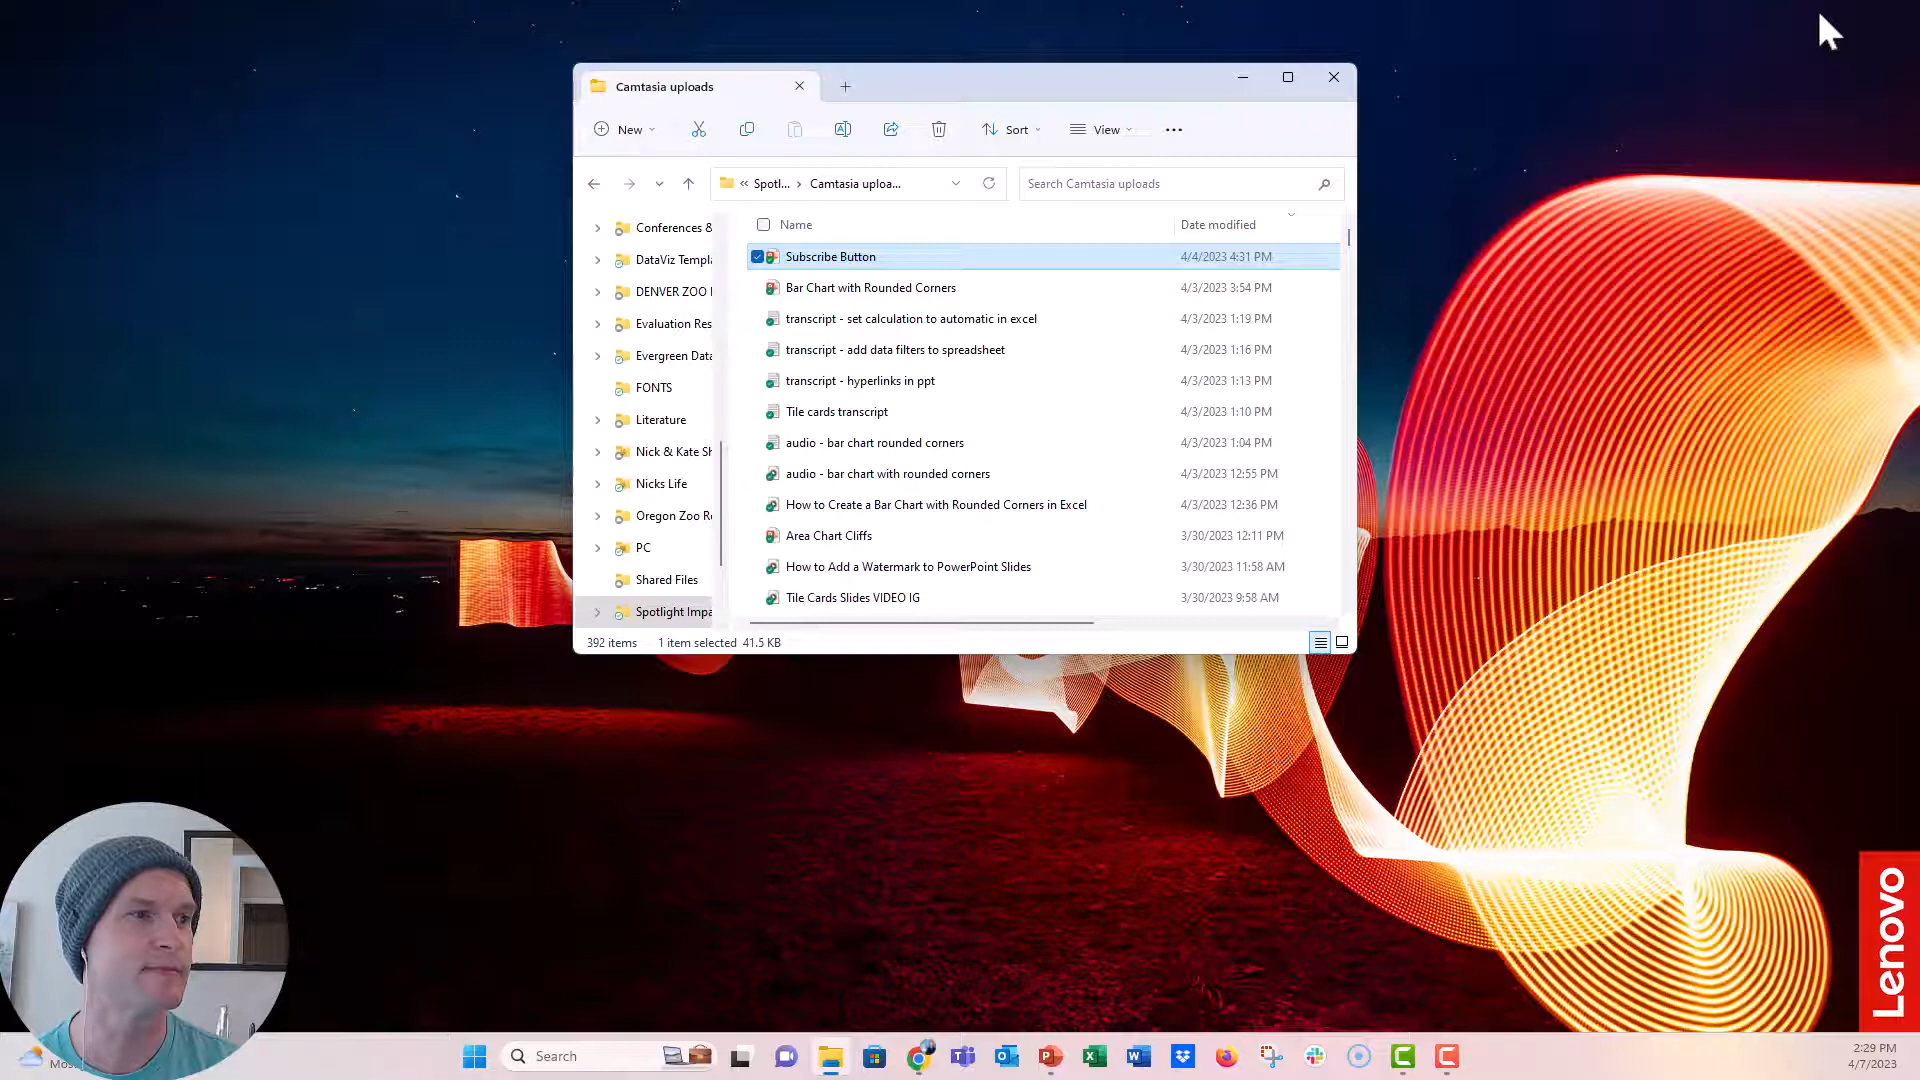 Camtasia uploads
New
Sort
View
Spotl...
Camtasia uploa...
Search Camtasia uploads
Name
Date modified
Conferences &
DataViz Templa
DENVER ZOO
Evaluation Res
Evergreen Data
FONTS
Literature
Nick & Kate Sh
Nicks Life
Oregon Zoo Re
PC
Shared Files
Spotlight Impa
Subscribe Button 4/4/2023 4:31 PM
Bar Chart with Rounded Corners 4/3/2023 3:54 PM
transcript - set calculation to automatic in excel 4/3/2023 1:19 PM
transcript - add data filters to spreadsheet 4/3/2023 1:16 PM
transcript - hyperlinks in ppt 4/3/2023 1:13 PM
Tile cards transcript 4/3/2023 1:10 PM
audio - bar chart rounded corners 4/3/2023 1:04 PM
audio - bar chart with rounded corners 4/3/2023 12:55 PM
How to Create a Bar Chart with Rounded Corners in Excel 4/3/2023 12:36 PM
Area Chart Cliffs 3/30/2023 12:11 PM
How to Add a Watermark to PowerPoint Slides 3/30/2023 11:58 AM
Tile Cards Slides VIDEO IG 3/30/2023 9:58 AM
392 items 1 item selected 41.5 KB
Lenovo
Search
2:29 PM
4/7/2023